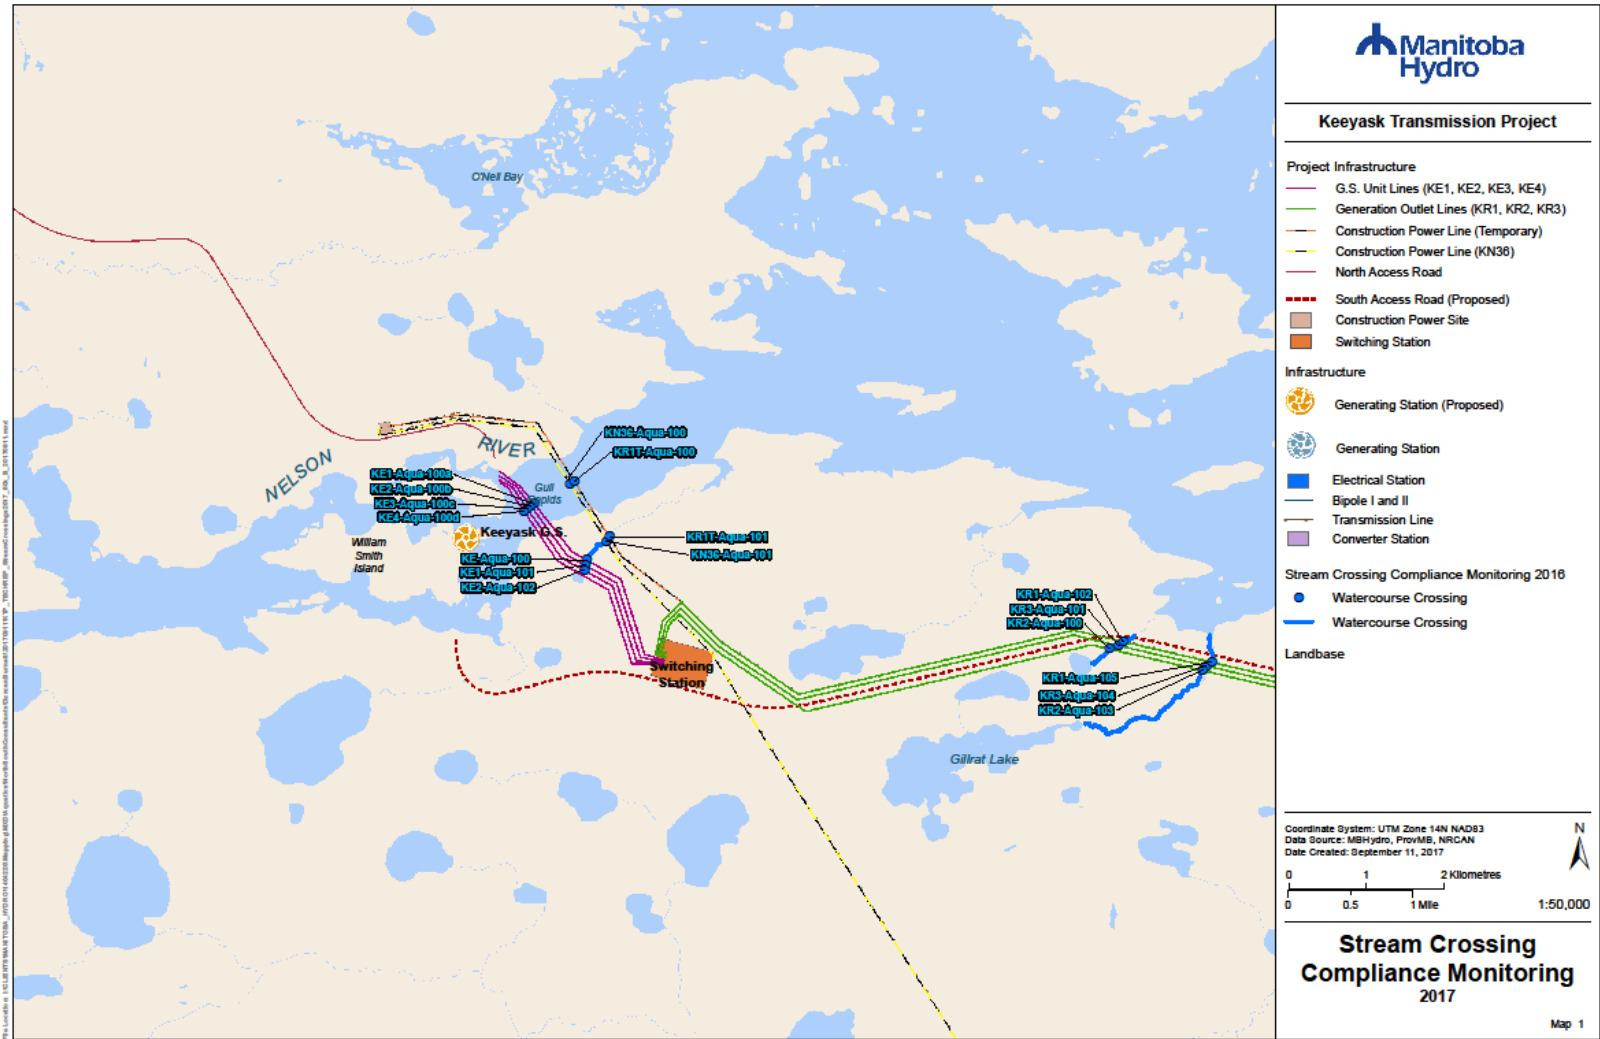 O'Neil Bay
NELSON
RIVER
Gull
Rapids
KN36-Aqua-100
KR1T-Aqua-100
KE1-Aqua-100a
KE2-Aqua-100b
KE3-Aqua-100c
KE4-Aqua-100d
Keeyask G.S.
William
Smith
Island
KE-Aqua-100
KE1-Aqua-101
KE2-Aqua-102
KR1T-Aqua-101
KN36-Aqua-101
KR1-Aqua-102
KR3-Aqua-101
KR2-Aqua-100
Switching
Station
KR1-Aqua-105
KR3-Aqua-104
KR2-Aqua-103
Gillrat Lake
Manitoba
Hydro
Keeyask Transmission Project
Project Infrastructure
G.S. Unit Lines (KE1, KE2, KE3, KE4)
Generation Outlet Lines (KR1, KR2, KR3)
Construction Power Line (Temporary)
Construction Power Line (KN36)
North Access Road
South Access Road (Proposed)
Construction Power Site
Switching Station
Infrastructure
Generating Station (Proposed)
Generating Station
Electrical Station
Bipole I and II
Transmission Line
Converter Station
Stream Crossing Compliance Monitoring 2016
Watercourse Crossing
Watercourse Crossing
Landbase
Coordinate System: UTM Zone 14N NAD83
Data Source: MBHydro, ProvMB, NRCAN
Date Created: September 11, 2017
N
0 1 2 Kilometres
0 0.5 1 Mile
1:50,000
Stream Crossing
Compliance Monitoring
2017
Map 1